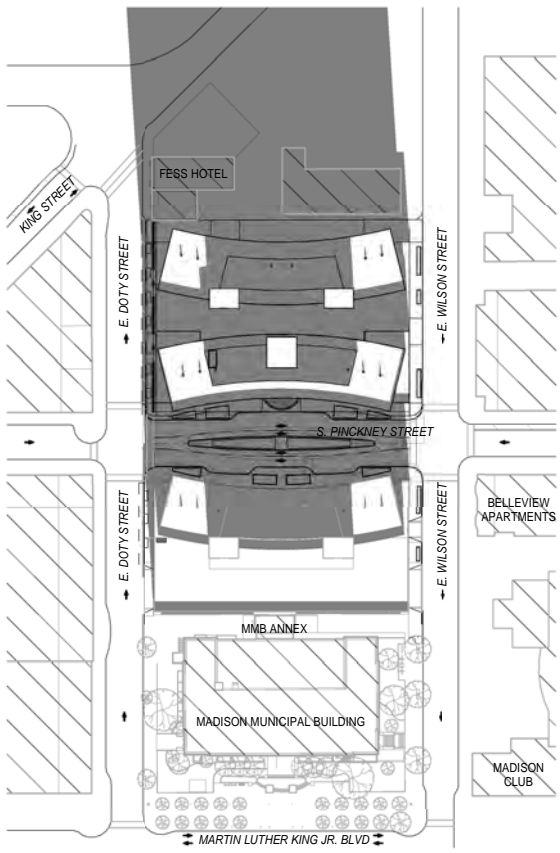 FESS HOTEL
KING STREET
E. DOTY STREET
E. WILSON STREET
S. PINCKNEY STREET
E. DOTY STREET
E. WILSON STREET
BELLEVIEW
APARTMENTS
MMB ANNEX
MADISON MUNICIPAL BUILDING
MADISON
CLUB
MARTIN LUTHER KING JR. BLVD